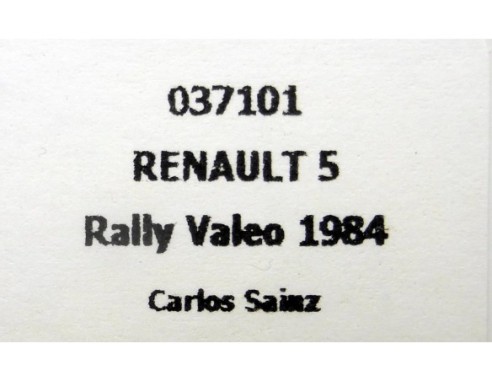 037101
RENAULT 5
Rally Valeo 1984
Carlos Sainz